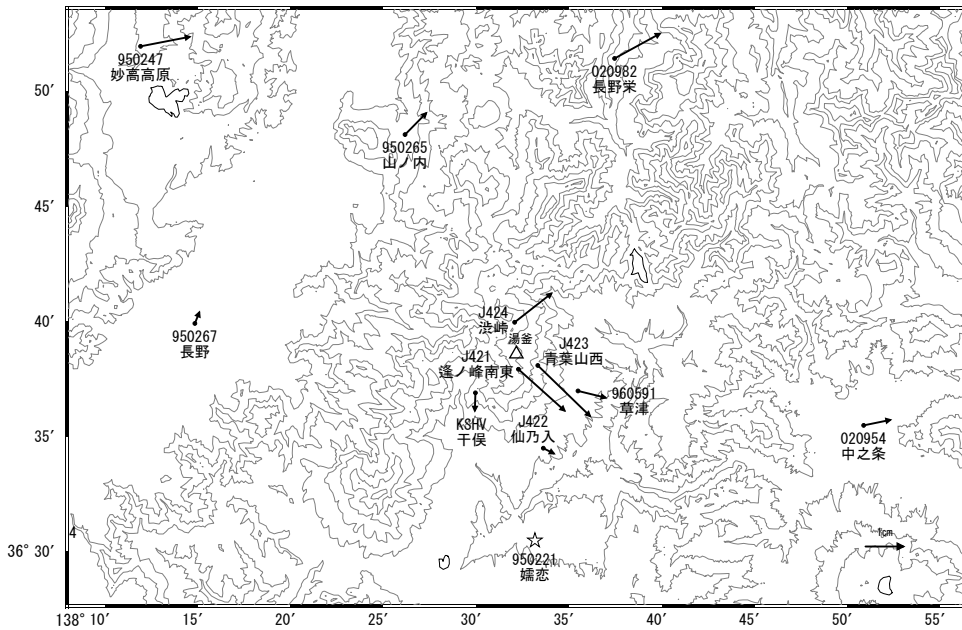 950247
妙高高原
020982
長野栄
50′
950265
山ノ内
45′
40′
J424
渋峠
湯釜
950267
長野
J423
青葉山西
J421
逢ノ峰南東
960591
草津
KSHV
干俣
J422
仙乃入
35′
020954
中之条
4
1cm
36° 30′
950221
嬬恋
138° 10′
15′
20′
25′
30′
35′
40′
45′
50′
55′